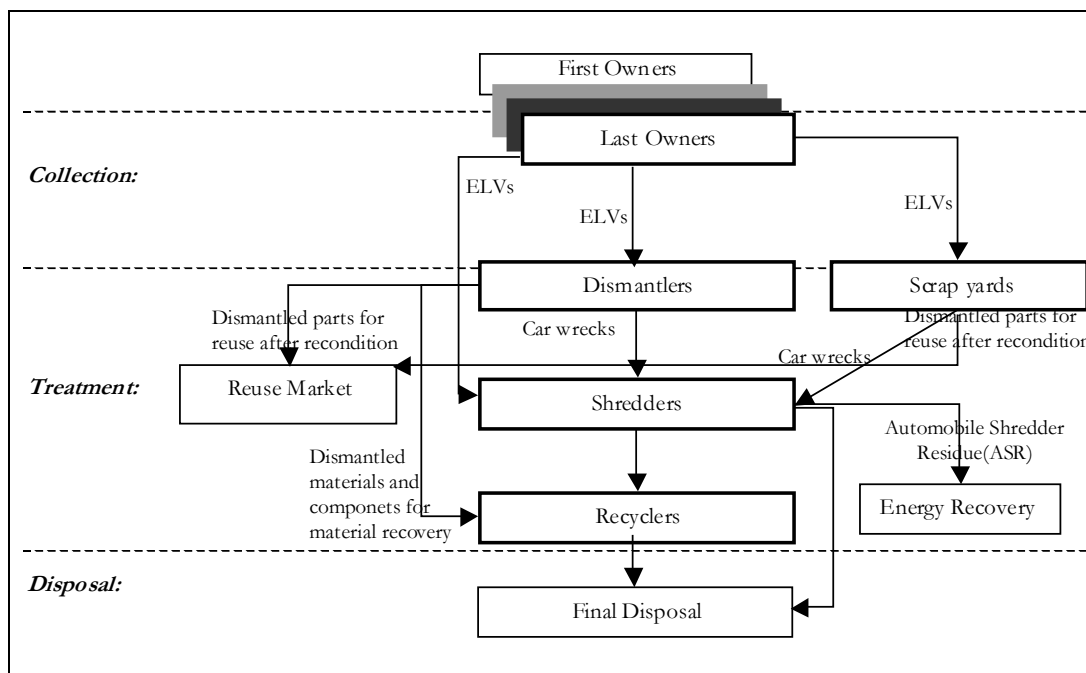 First Owners
Last Owners
Collection:
ELVs
ELVs
ELVs
Dismantlers
Scrap yards
Dismantled parts for
reuse after recondition
Car wrecks
Dismantled parts for
reuse after recondition
Car wrecks
Treatment:
Reuse Market
Shredders
Automobile Shredder
Residue(ASR)
Dismantled
materials and
componets for
material recovery
Recyclers
Energy Recovery
Disposal:
Final Disposal